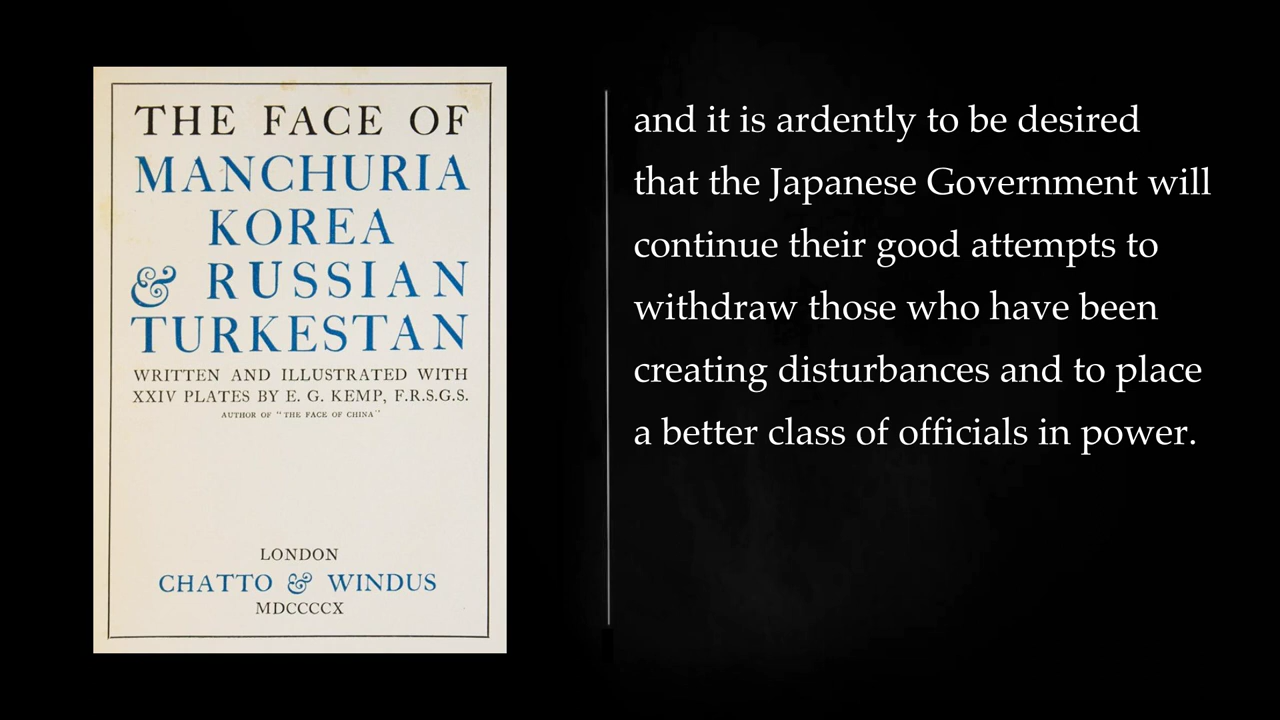 THE FACE OF
MANCHURIA
KOREA
& RUSSIAN
TURKESTAN
WRITTEN AND ILLUSTRATED WITH
XXIV PLATES BY E. G. KEMP, F.R.S.G.S.
AUTHOR OF "THE FACE OF CHINA"
LONDON
CHATTO & WINDUS
MDCCCCX
and it is ardently to be desired
that the Japanese Government will
continue their good attempts to
withdraw those who have been
creating disturbances and to place
a better class of officials in power.